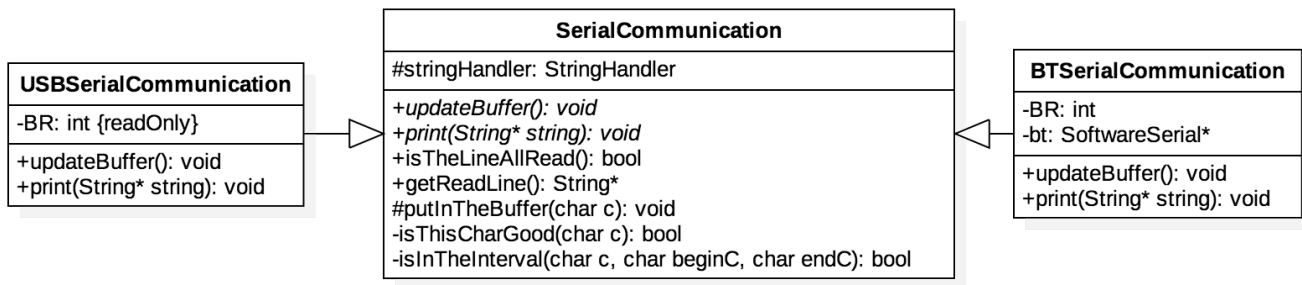 USBSerialCommunication
-BR: int {readOnly}
+updateBuffer(): void
+print(String* string): void
SerialCommunication
#stringHandler: StringHandler
+updateBuffer(): void
+print(String* string): void
+isTheLineAllRead(): bool
+getReadLine(): String*
#putInTheBuffer(char c): void
-isThisCharGood(char c): bool
-isInTheInterval(char c, char beginC, char endC): bool
BTSerialCommunication
-BR: int
-bt: SoftwareSerial*
+updateBuffer(): void
+print(String* string): void